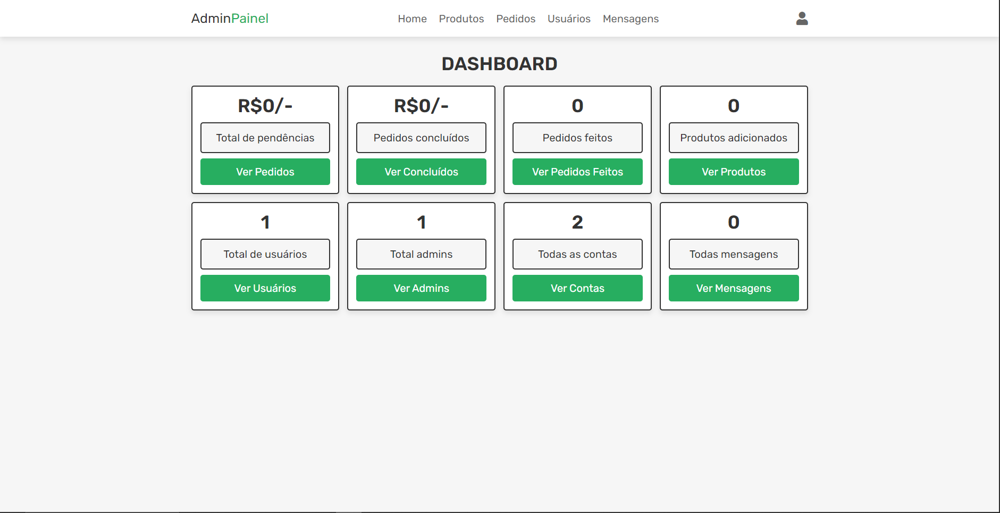 AdminPainel
Home Produtos Pedidos Usuários Mensagens
DASHBOARD
R$0/-
Total de pendências
Ver Pedidos
R$0/-
Pedidos concluídos
Ver Concluídos
0
Pedidos feitos
Ver Pedidos Feitos
0
Produtos adicionados
Ver Produtos
1
Total de usuários
Ver Usuários
1
Total admins
Ver Admins
2
Todas as contas
Ver Contas
0
Todas mensagens
Ver Mensagens